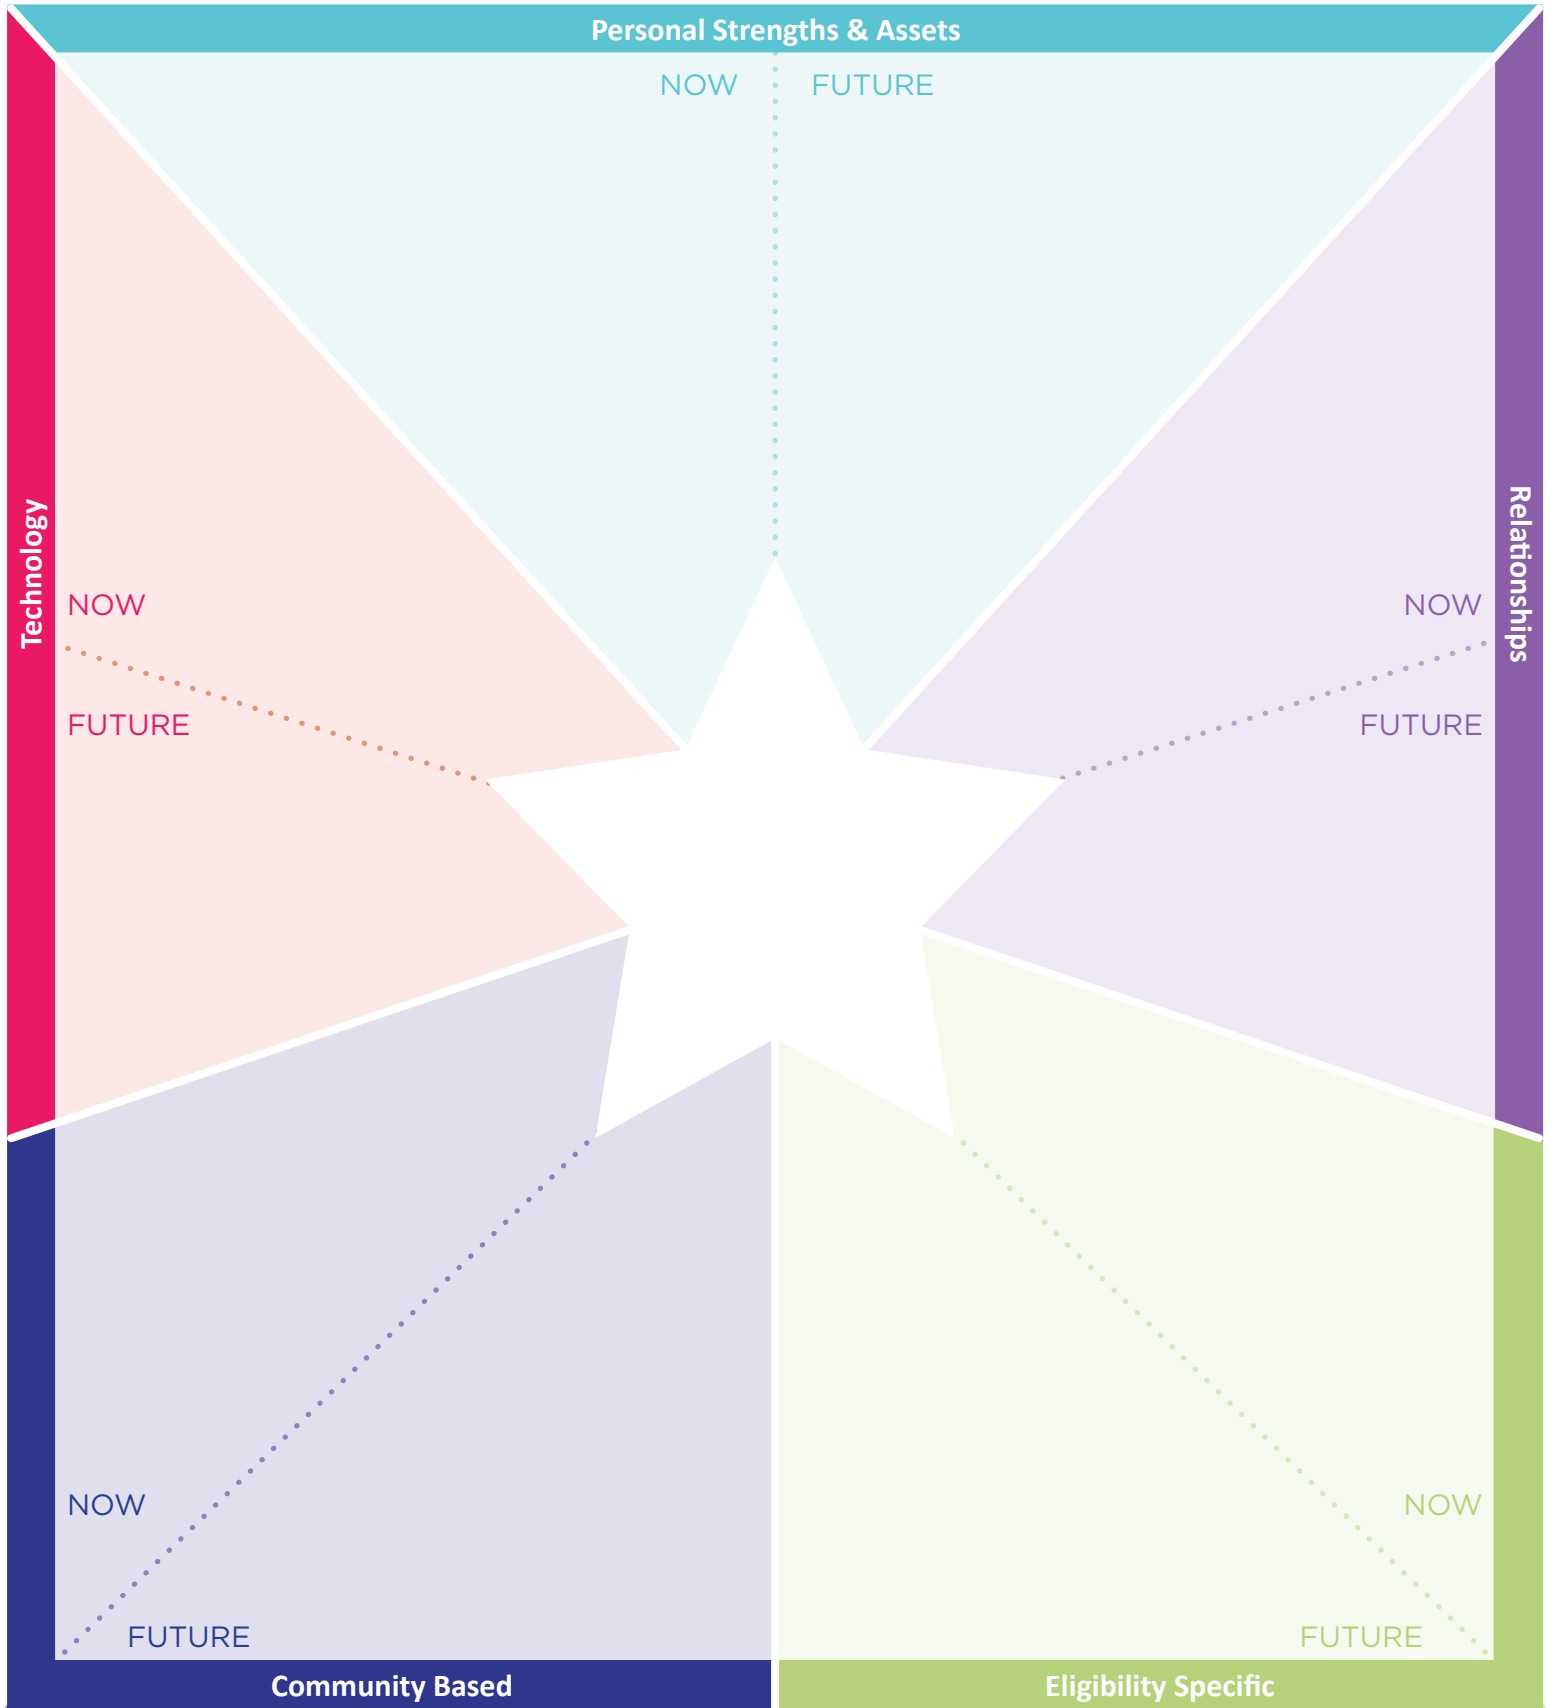 Personal Strengths & Assets
NOW
FUTURE
Technology
NOW
FUTURE
Relationships
NOW
FUTURE
NOW
FUTURE
Community Based
NOW
FUTURE
Eligibility Specific